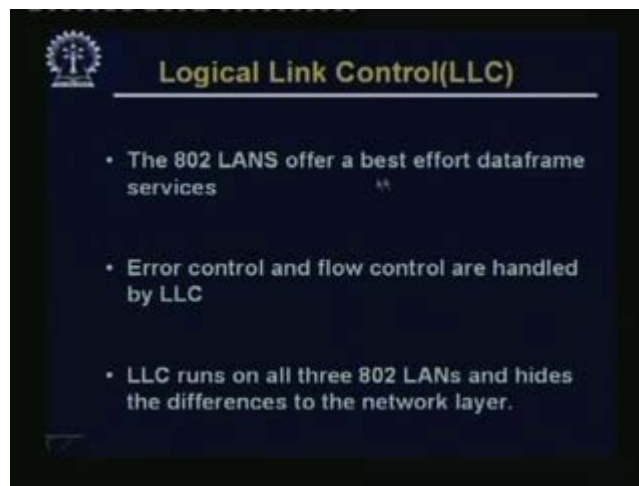 Logical Link Control(LLC)
• The 802 LANS offer a best effort dataframe
services
• Error control and flow control are handled
by LLC
• LLC runs on all three 802 LANs and hides
the differences to the network layer.